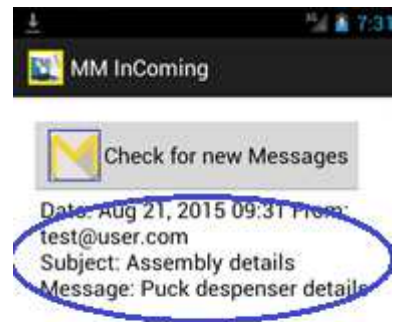 7:31
MM InComing
Check for new Messages
Date: Aug 21, 2015 09:31 From:
test@user.com
Subject: Assembly details
Message: Puck despenser details